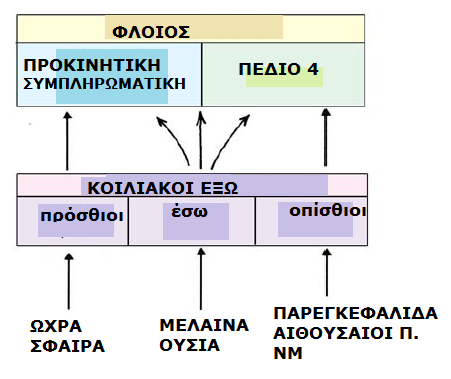 ΦΛΟΙΟΣ
ΠΡΟΚΙΝΗΤΙΚΗ
ΣΥΜΠΛΗΡΩΜΑΤΙΚΗ
ΠΕΔΙΟ 4
ΚΟΙΛΙΑΚΟΙ ΕΞΩ
πρόσθιοι
έσω
οπίσθιοι
ΩΧΡΑ
ΣΦΑΙΡΑ
ΜΕΛΑΙΝΑ
ΟΥΣΙΑ
ΠΑΡΕΓΚΕΦΑΛΙΔΑ
ΑΙΘΟΥΣΑΙΟΙ Π.
ΝΜ